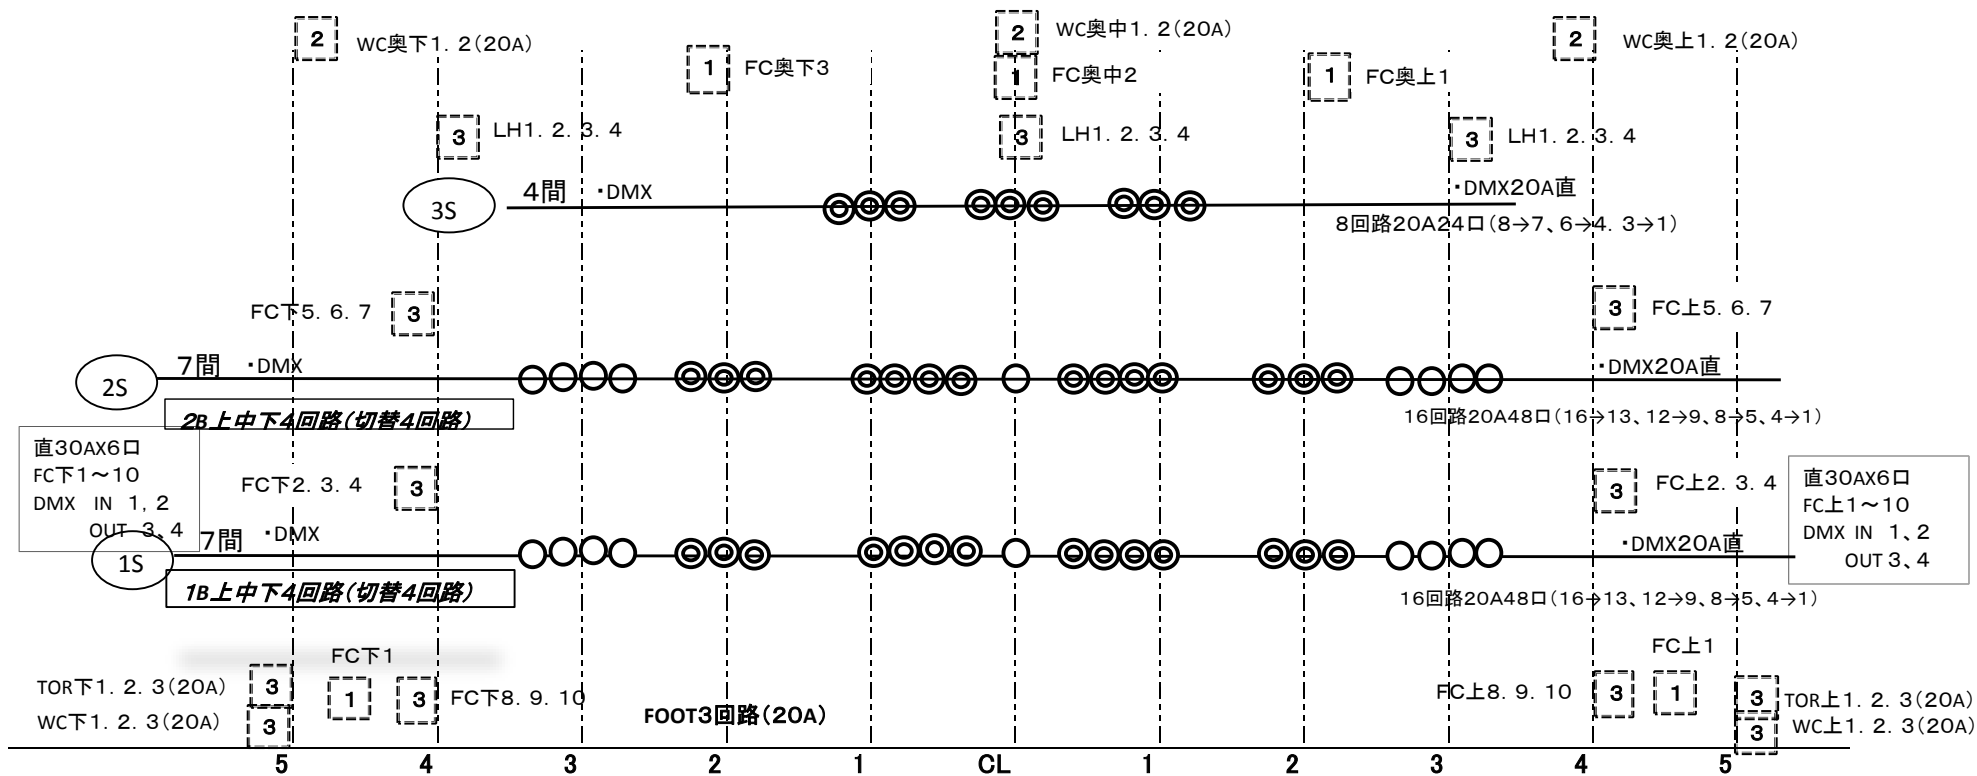 2 WC奥下1. 2(20A)
2 WC奥中1. 2(20A)
2 WC奥上1. 2(20A)
1 FC奥下3
1 FC奥中2
1 FC奥上1
3 LH1. 2. 3. 4
3 LH1. 2. 3. 4
3 LH1. 2. 3. 4
3S
4間
・DMX
・DMX20A直
8回路20A24口(8→7、6→4. 3→1)
FC下5. 6. 7 3
3 FC上5. 6. 7
2S
7間
・DMX
・DMX20A直
2B上中下4回路(切替4回路)
16回路20A48口(16→13、12→9、8→5、4→1)
直30AX6口
FC下1~10
DMX IN 1, 2
OUT 3、4
FC下2. 3. 4 3
3 FC上2. 3. 4
直30AX6口
FC上1~10
DMX IN 1、2
OUT 3、4
1S
7間
・DMX
・DMX20A直
1B上中下4回路(切替4回路)
16回路20A48口(16→13、12→9、8→5、4→1)
FC下1
FC上1
TOR下1. 2. 3(20A) 3
1
3 FC下8. 9. 10
FC上8. 9. 10 3
1
3 TOR上1. 2. 3(20A)
WC下1. 2. 3(20A) 3
FOOT3回路(20A)
3 WC上1. 2. 3(20A)
5 4 3 2 1 CL 1 2 3 4 5